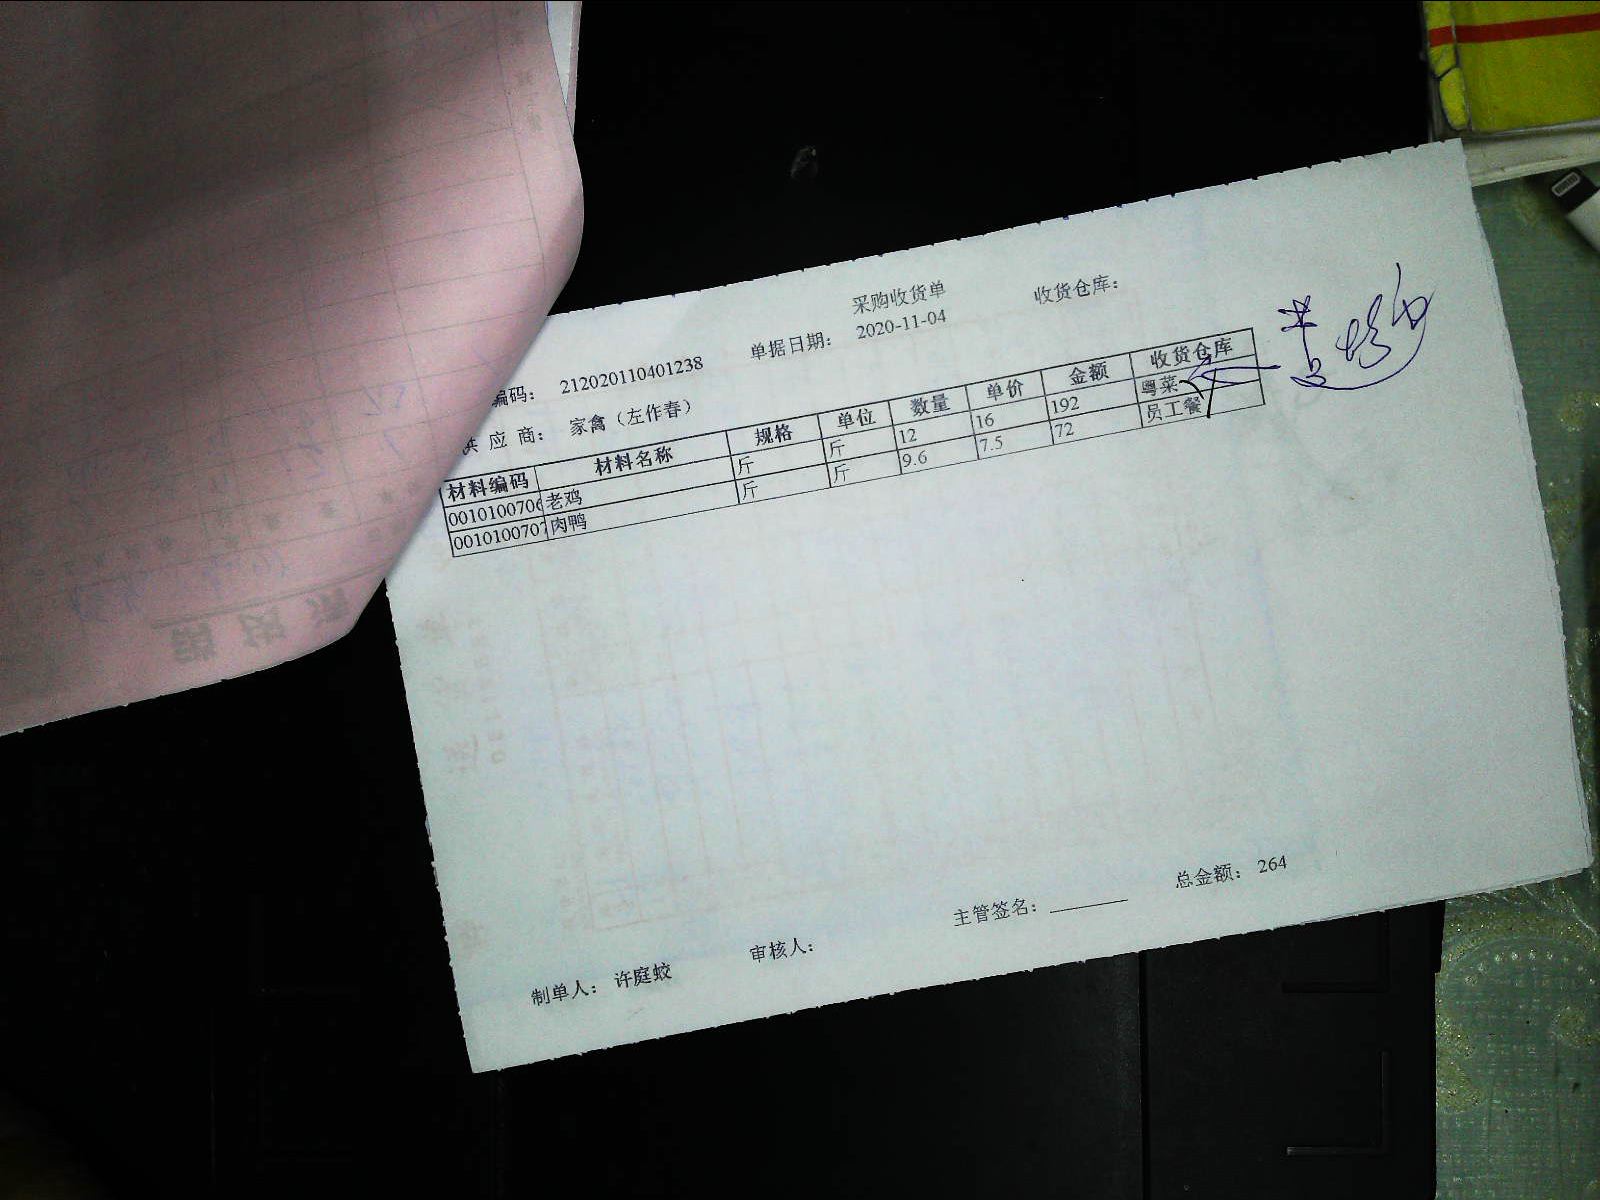 采购收货单
编码： 212020110401238 单据日期： 2020-11-04 收货仓库：
供 应 商： 家禽（左作春）
材料编码 材料名称 规格 单位 数量 单价 金额 收货仓库
0010100706 老鸡 斤 斤 12 16 192 粤菜
0010100707 肉鸭 斤 斤 9.6 7.5 72 员工餐
总金额： 264
制单人： 许庭蛟 审核人： 主管签名：